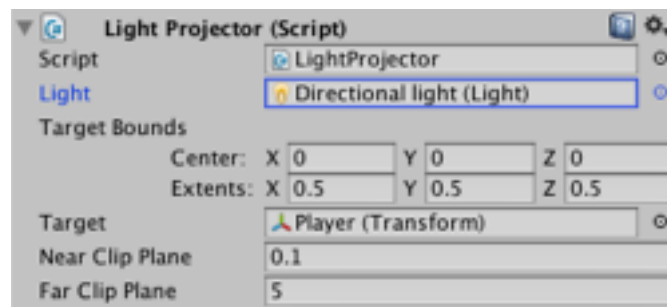 Light Projector (Script)
Script LightProjector
Light Directional light (Light)
Target Bounds
Center: X 0 Y 0 Z 0
Extents: X 0.5 Y 0.5 Z 0.5
Target Player (Transform)
Near Clip Plane 0.1
Far Clip Plane 5